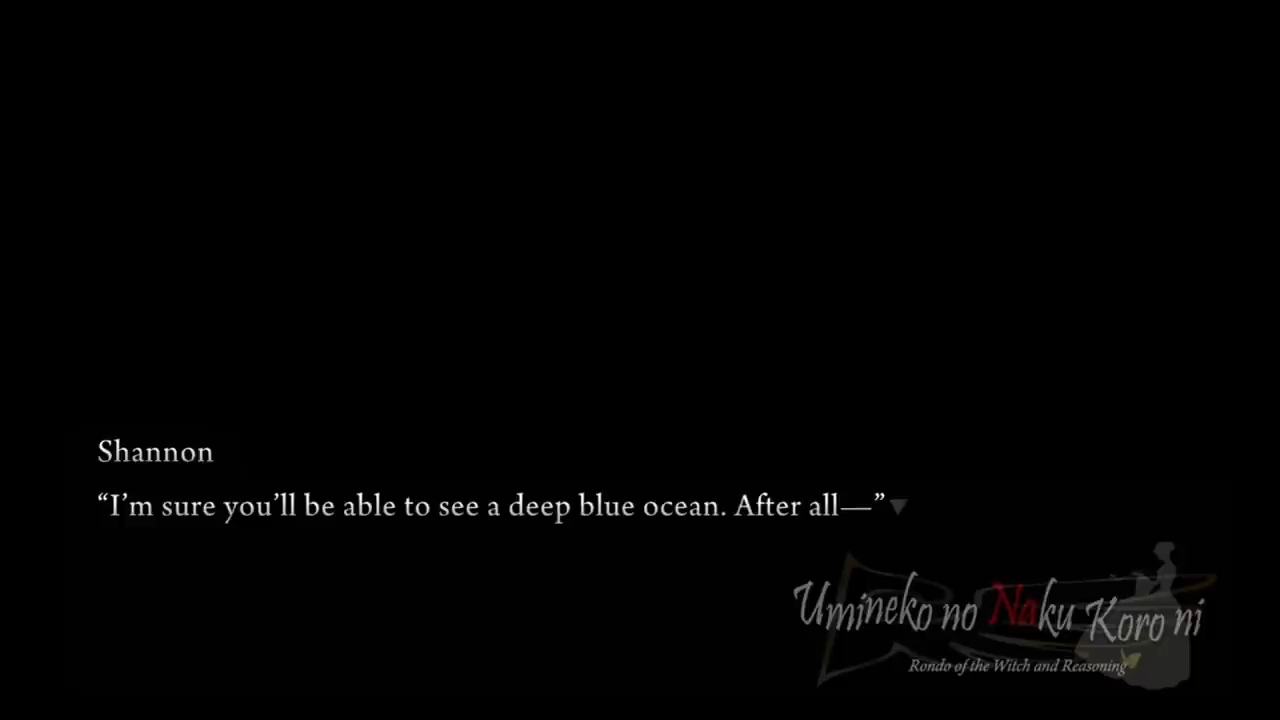 Shannon
“I’m sure you’ll be able to see a deep blue ocean. After all—”
Umineko no Naku Koro ni
Rondo of the Witch and Reasoning